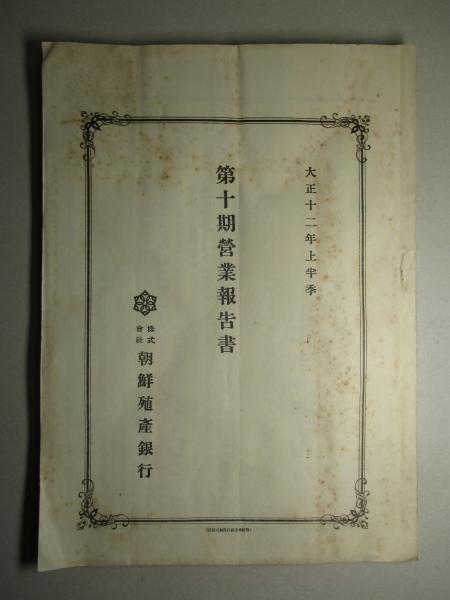 大正十二年上半季
第十期營業報告書
株式會社朝鮮殖產銀行